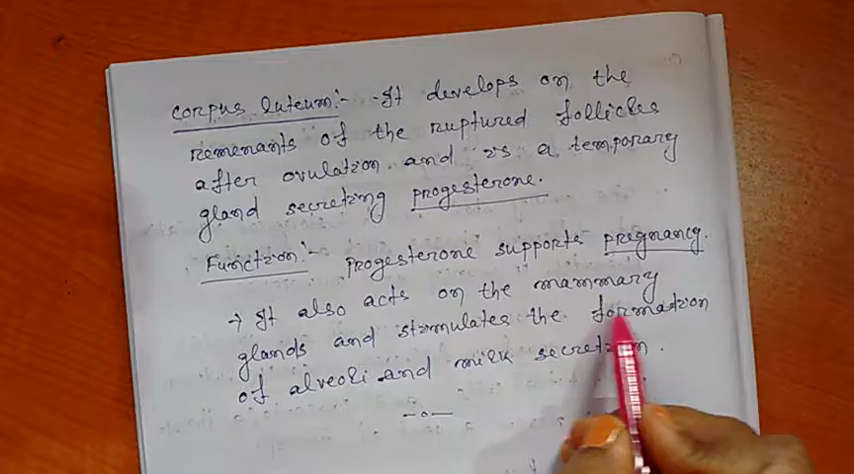 Corpus luteum:- It develops on the
remenants of the ruptured follicles
after ovulation and is a temporary
gland secreting progesterone.
Function:- Progesterone supports pregnancy.
→ It also acts on the mammary
glands and stimulates the formation
of alveoli and milk secretion.
—o—